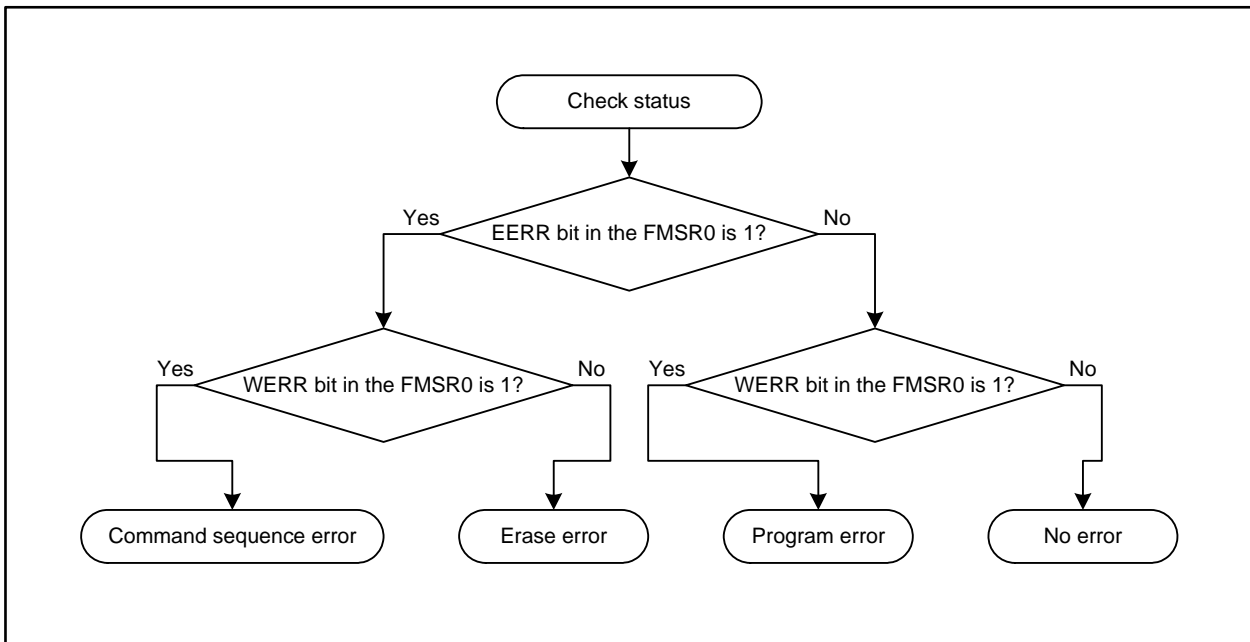 Check status
Yes
EERR bit in the FMSR0 is 1?
No
Yes
WERR bit in the FMSR0 is 1?
No
Yes
WERR bit in the FMSR0 is 1?
No
Command sequence error
Erase error
Program error
No error